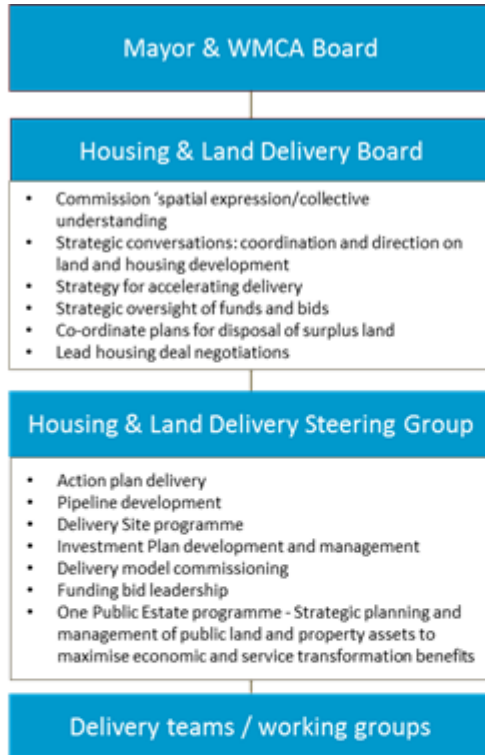 Mayor & WMCA Board
Housing & Land Delivery Board
• Commission ‘spatial expression/collective
understanding
• Strategic conversations: coordination and direction on
land and housing development
• Strategy for accelerating delivery
• Strategic oversight of funds and bids
• Co-ordinate plans for disposal of surplus land
• Lead housing deal negotiations
Housing & Land Delivery Steering Group
• Action plan delivery
• Pipeline development
• Delivery Site programme
• Investment Plan development and management
• Delivery model commissioning
• Funding bid leadership
• One Public Estate programme - Strategic planning and
management of public land and property assets to
maximise economic and service transformation benefits
Delivery teams / working groups